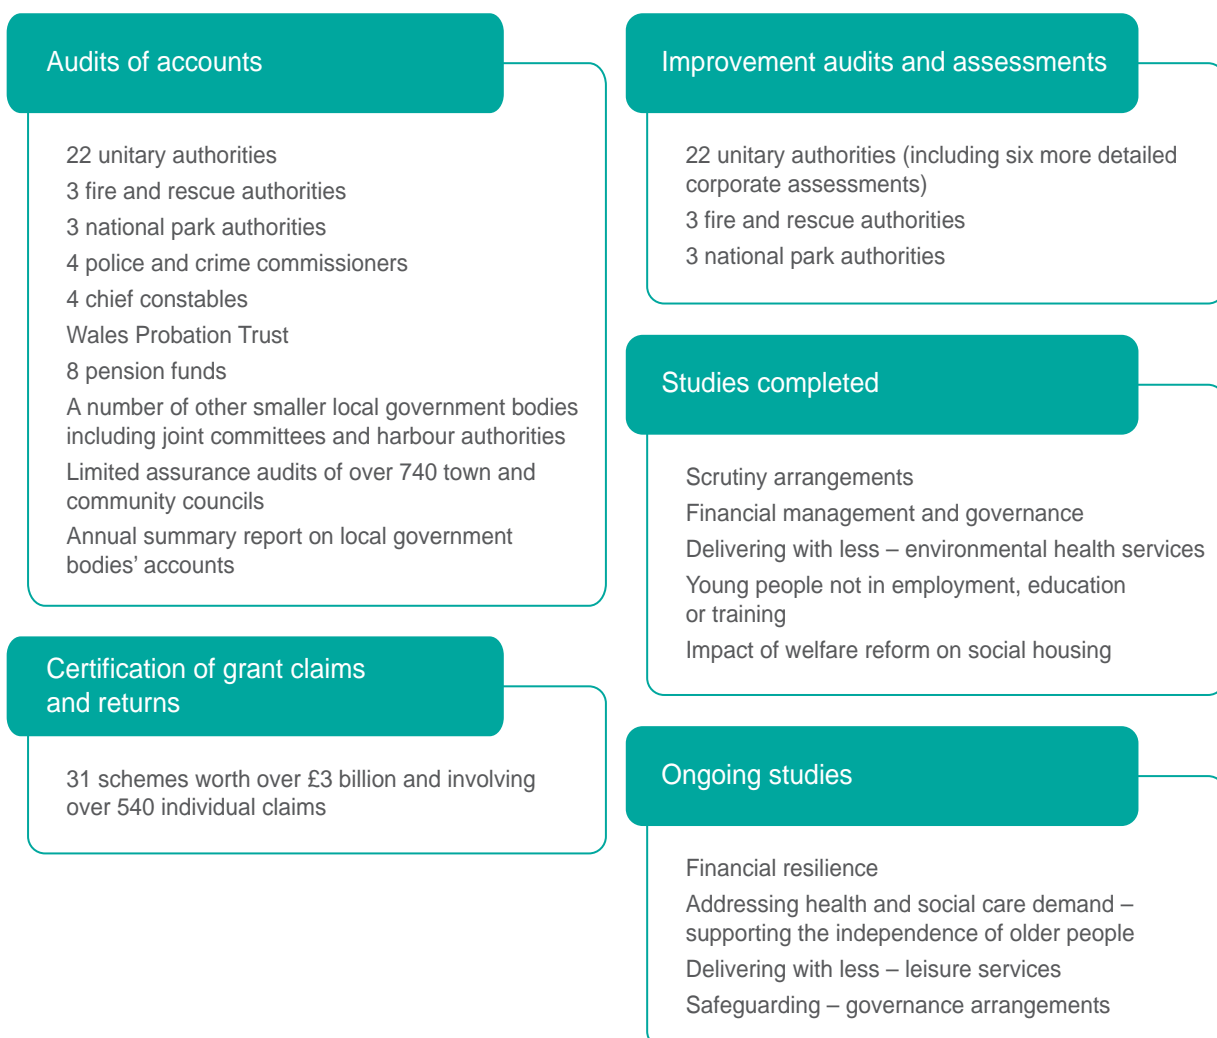 Audits of accounts
22 unitary authorities
3 fire and rescue authorities
3 national park authorities
4 police and crime commissioners
4 chief constables
Wales Probation Trust
8 pension funds
A number of other smaller local government bodies
including joint committees and harbour authorities
Limited assurance audits of over 740 town and
community councils
Annual summary report on local government
bodies’ accounts
Certification of grant claims
and returns
31 schemes worth over £3 billion and involving
over 540 individual claims
Improvement audits and assessments
22 unitary authorities (including six more detailed
corporate assessments)
3 fire and rescue authorities
3 national park authorities
Studies completed
Scrutiny arrangements
Financial management and governance
Delivering with less – environmental health services
Young people not in employment, education
or training
Impact of welfare reform on social housing
Ongoing studies
Financial resilience
Addressing health and social care demand –
supporting the independence of older people
Delivering with less – leisure services
Safeguarding – governance arrangements